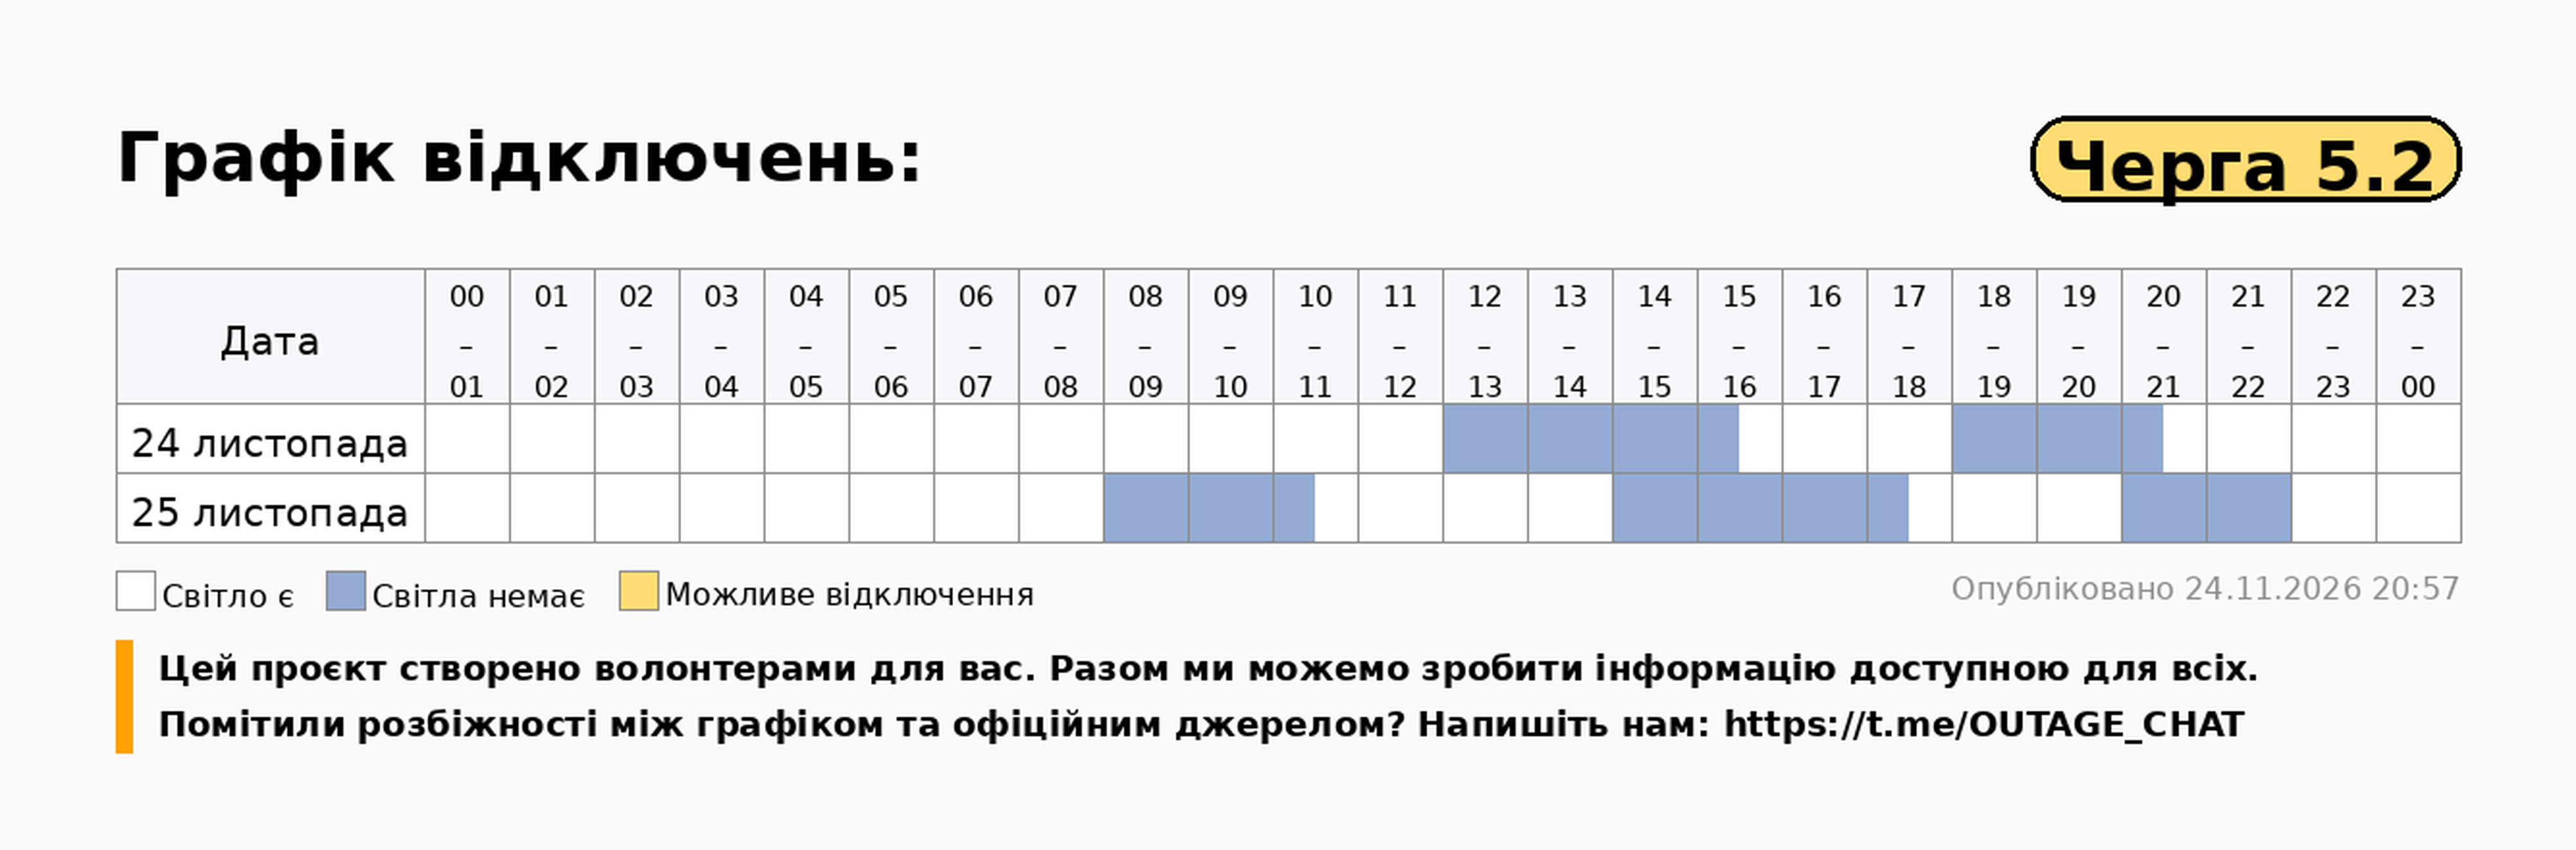 Графік відключень:
Черга 5.2
Дата 00 – 01 01 – 02 02 – 03 03 – 04 04 – 05 05 – 06 06 – 07 07 – 08 08 – 09 09 – 10 10 – 11 11 – 12 12 – 13 13 – 14 14 – 15 15 – 16 16 – 17 17 – 18 18 – 19 19 – 20 20 – 21 21 – 22 22 – 23 23 – 00
24 листопада
25 листопада
Світло є Світла немає Можливе відключення
Опубліковано 24.11.2026 20:57
Цей проєкт створено волонтерами для вас. Разом ми можемо зробити інформацію доступною для всіх.
Помітили розбіжності між графіком та офіційним джерелом? Напишіть нам: https://t.me/OUTAGE_CHAT